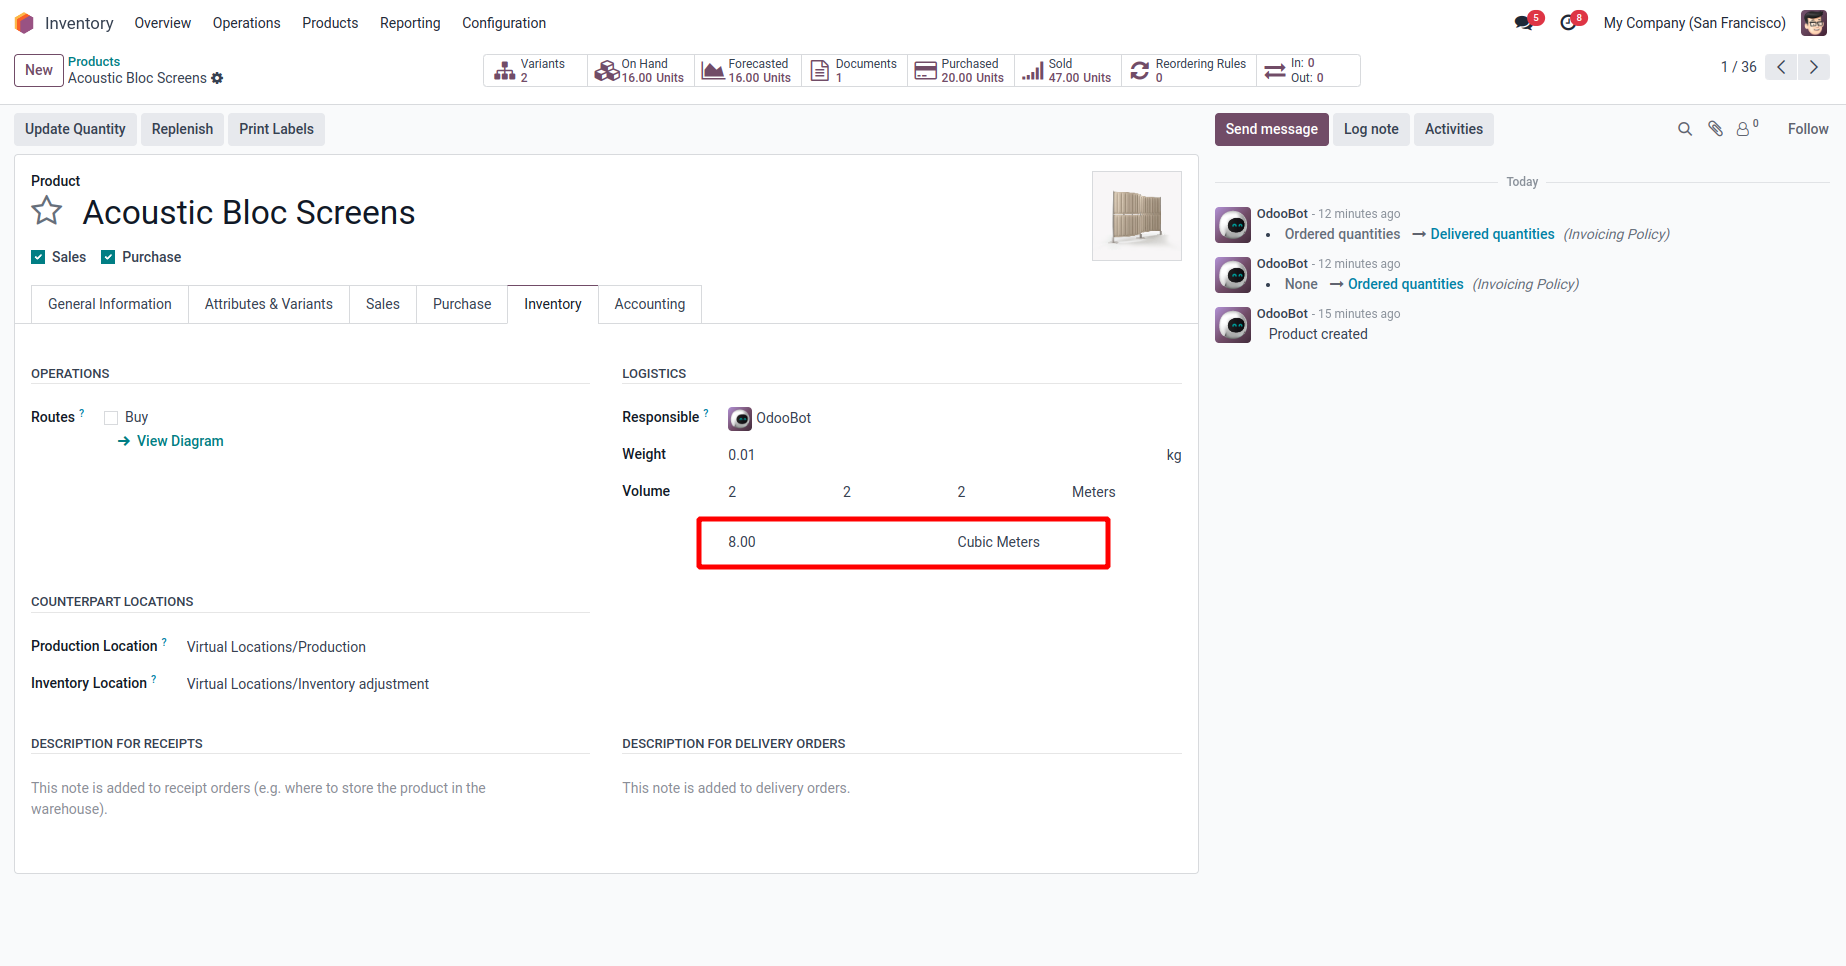 Inventory Overview Operations Products Reporting Configuration 5 8 My Company (San Francisco)
New Products
Acoustic Bloc Screens
Variants 2
On Hand 16.00 Units
Forecasted 16.00 Units
Documents 1
Purchased 20.00 Units
Sold 47.00 Units
Reordering Rules 0
In: 0
Out: 0
1 / 36
Update Quantity Replenish Print Labels
Send message Log note Activities 0 Follow
Product
Acoustic Bloc Screens
Sales Purchase
General Information Attributes & Variants Sales Purchase Inventory Accounting
OPERATIONS
Routes ? Buy
View Diagram
LOGISTICS
Responsible ? OdooBot
Weight 0.01 kg
Volume 2 2 2 Meters
8.00 Cubic Meters
COUNTERPART LOCATIONS
Production Location ? Virtual Locations/Production
Inventory Location ? Virtual Locations/Inventory adjustment
DESCRIPTION FOR RECEIPTS
This note is added to receipt orders (e.g. where to store the product in the
warehouse).
DESCRIPTION FOR DELIVERY ORDERS
This note is added to delivery orders.
Today
OdooBot - 12 minutes ago
• Ordered quantities → Delivered quantities (Invoicing Policy)
OdooBot - 12 minutes ago
• None → Ordered quantities (Invoicing Policy)
OdooBot - 15 minutes ago
Product created